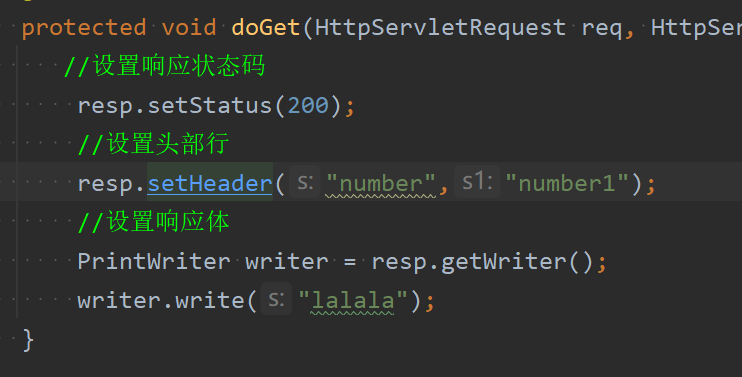 protected void doGet(HttpServletRequest req, HttpSer
//设置响应状态码
resp.setStatus(200);
//设置头部行
resp.setHeader( s: "number", s1: "number1");
//设置响应体
PrintWriter writer = resp.getWriter();
writer.write( s: "lalala");
}